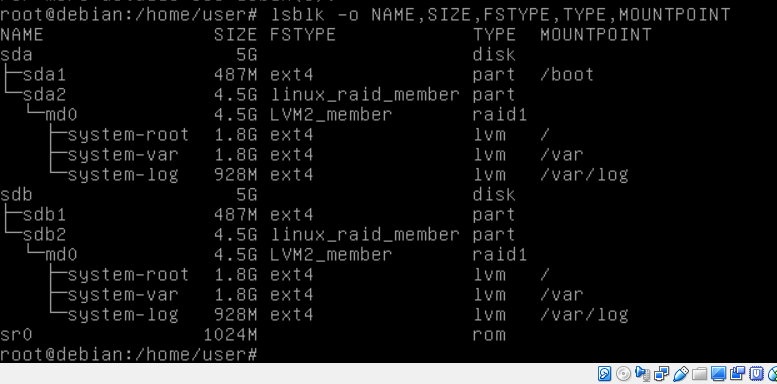 root@debian:/home/user# lsblk -o NAME,SIZE,FSTYPE,TYPE,MOUNTPOINT
NAME SIZE FSTYPE TYPE MOUNTPOINT
sda 5G disk
├─sda1 487M ext4 part /boot
└─sda2 4.5G linux_raid_member part
  └─md0 4.5G LVM2_member raid1
    ├─system-root 1.8G ext4 lvm /
    ├─system-var 1.8G ext4 lvm /var
    └─system-log 928M ext4 lvm /var/log
sdb 5G disk
├─sdb1 487M ext4 part
└─sdb2 4.5G linux_raid_member part
  └─md0 4.5G LVM2_member raid1
    ├─system-root 1.8G ext4 lvm /
    ├─system-var 1.8G ext4 lvm /var
    └─system-log 928M ext4 lvm /var/log
sr0 1024M rom
root@debian:/home/user#